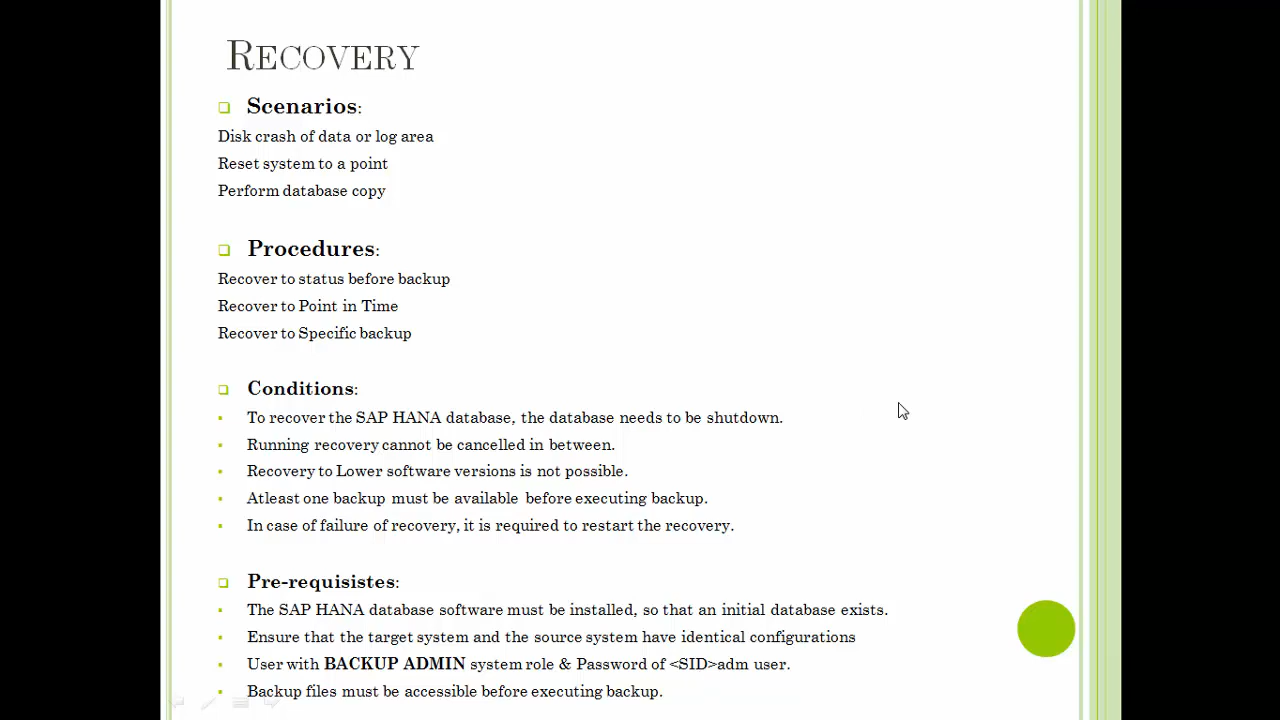 RECOVERY
Scenarios:
Disk crash of data or log area
Reset system to a point
Perform database copy
Procedures:
Recover to status before backup
Recover to Point in Time
Recover to Specific backup
Conditions:
To recover the SAP HANA database, the database needs to be shutdown.
Running recovery cannot be cancelled in between.
Recovery to Lower software versions is not possible.
Atleast one backup must be available before executing backup.
In case of failure of recovery, it is required to restart the recovery.
Pre-requisistes:
The SAP HANA database software must be installed, so that an initial database exists.
Ensure that the target system and the source system have identical configurations
User with BACKUP ADMIN system role & Password of <SID>adm user.
Backup files must be accessible before executing backup.